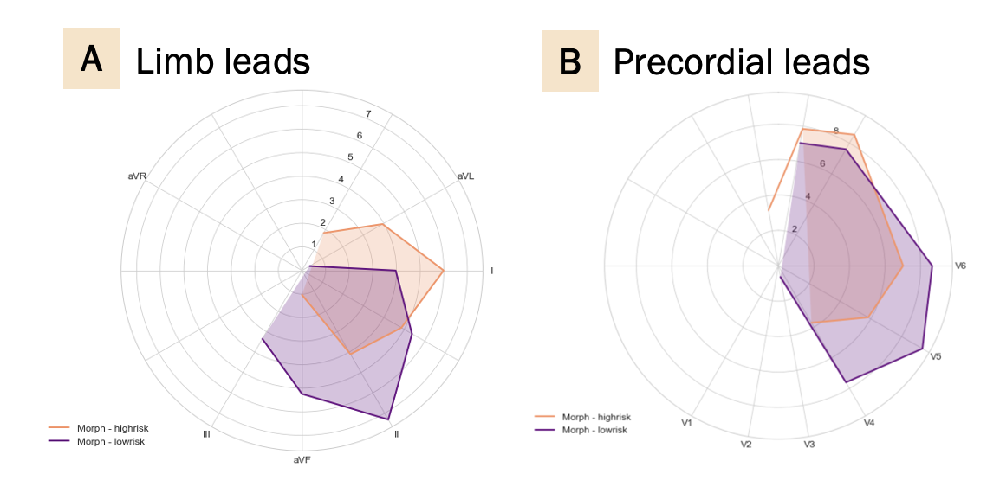 A Limb leads
7
6
5
4
3
2
1
aVR
aVL
I
III
II
aVF
Morph - highrisk
Morph - lowrisk
B Precordial leads
8
6
4
2
V6
V5
V4
V3
V2
V1
Morph - highrisk
Morph - lowrisk